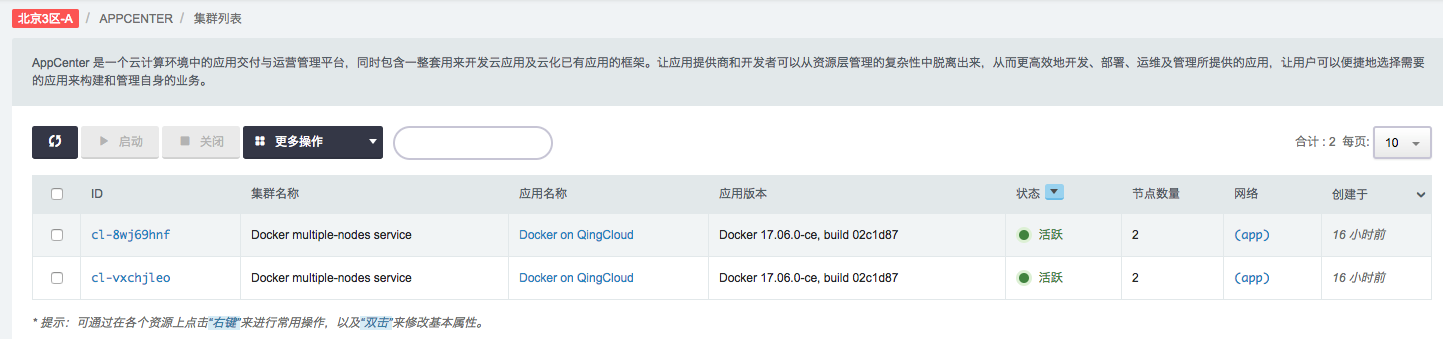 北京3区-A / APPCENTER / 集群列表
AppCenter 是一个云计算环境中的应用交付与运营管理平台，同时包含一整套用来开发云应用及云化已有应用的框架。让应用提供商和开发者可以从资源层管理的复杂性中脱离出来，从而更高效地开发、部署、运维及管理所提供的应用，让用户可以便捷地选择需要
的应用来构建和管理自身的业务。
启动 关闭 更多操作 合计 : 2 每页: 10
ID 集群名称 应用名称 应用版本 状态 节点数量 网络 创建于
cl-8wj69hnf Docker multiple-nodes service Docker on QingCloud Docker 17.06.0-ce, build 02c1d87 活跃 2 (app) 16 小时前
cl-vxchjleo Docker multiple-nodes service Docker on QingCloud Docker 17.06.0-ce, build 02c1d87 活跃 2 (app) 16 小时前
* 提示：可通过在各个资源上点击“右键”来进行常用操作，以及“双击”来修改基本属性。